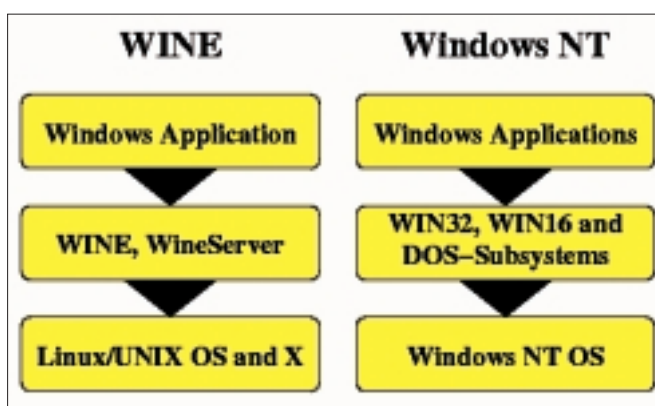 WINE
Windows Application
WINE, WineServer
Linux/UNIX OS and X
Windows NT
Windows Applications
WIN32, WIN16 and
DOS–Subsystems
Windows NT OS